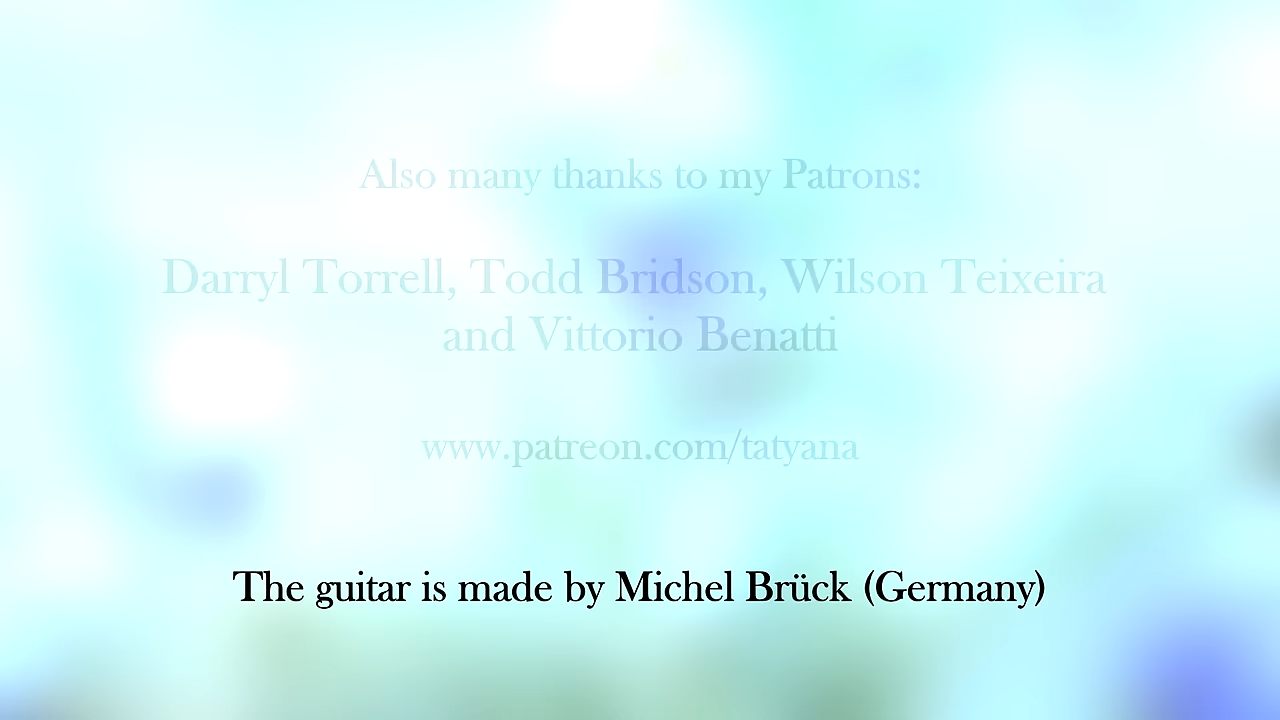 Also many thanks to my Patrons:
Darryl Torrell, Todd Bridson, Wilson Teixeira
and Vittorio Benatti
www.patreon.com/tatyana
The guitar is made by Michel Brück (Germany)